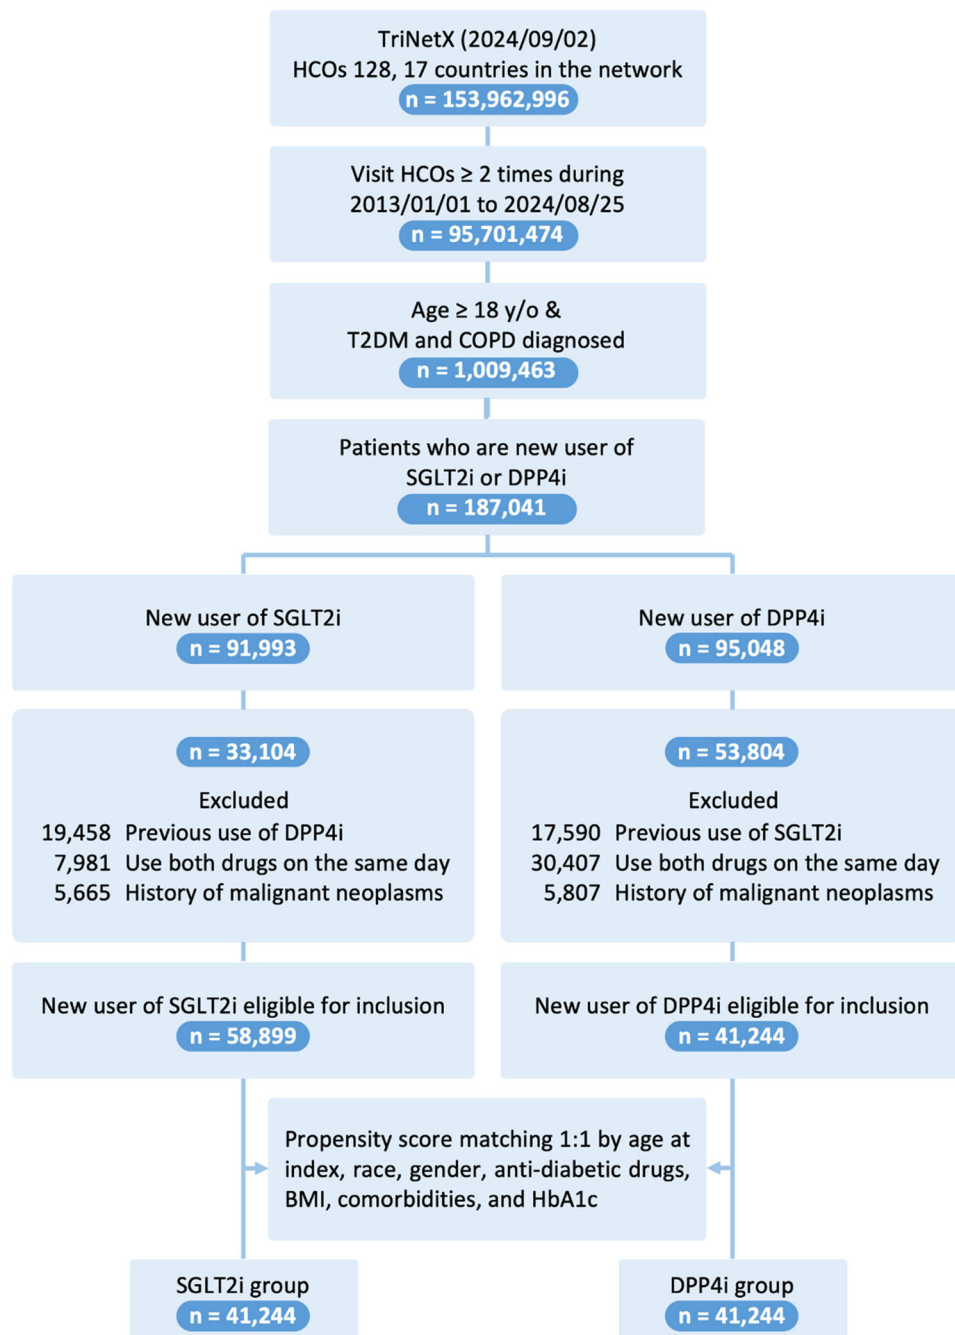 TriNetX (2024/09/02)
HCOs 128, 17 countries in the network
n = 153,962,996
Visit HCOs ≥ 2 times during
2013/01/01 to 2024/08/25
n = 95,701,474
Age ≥ 18 y/o &
T2DM and COPD diagnosed
n = 1,009,463
Patients who are new user of
SGLT2i or DPP4i
n = 187,041
New user of SGLT2i
n = 91,993
New user of DPP4i
n = 95,048
n = 33,104
Excluded
19,458 Previous use of DPP4i
7,981 Use both drugs on the same day
5,665 History of malignant neoplasms
n = 53,804
Excluded
17,590 Previous use of SGLT2i
30,407 Use both drugs on the same day
5,807 History of malignant neoplasms
New user of SGLT2i eligible for inclusion
n = 58,899
New user of DPP4i eligible for inclusion
n = 41,244
Propensity score matching 1:1 by age at
index, race, gender, anti-diabetic drugs,
BMI, comorbidities, and HbA1c
SGLT2i group
n = 41,244
DPP4i group
n = 41,244